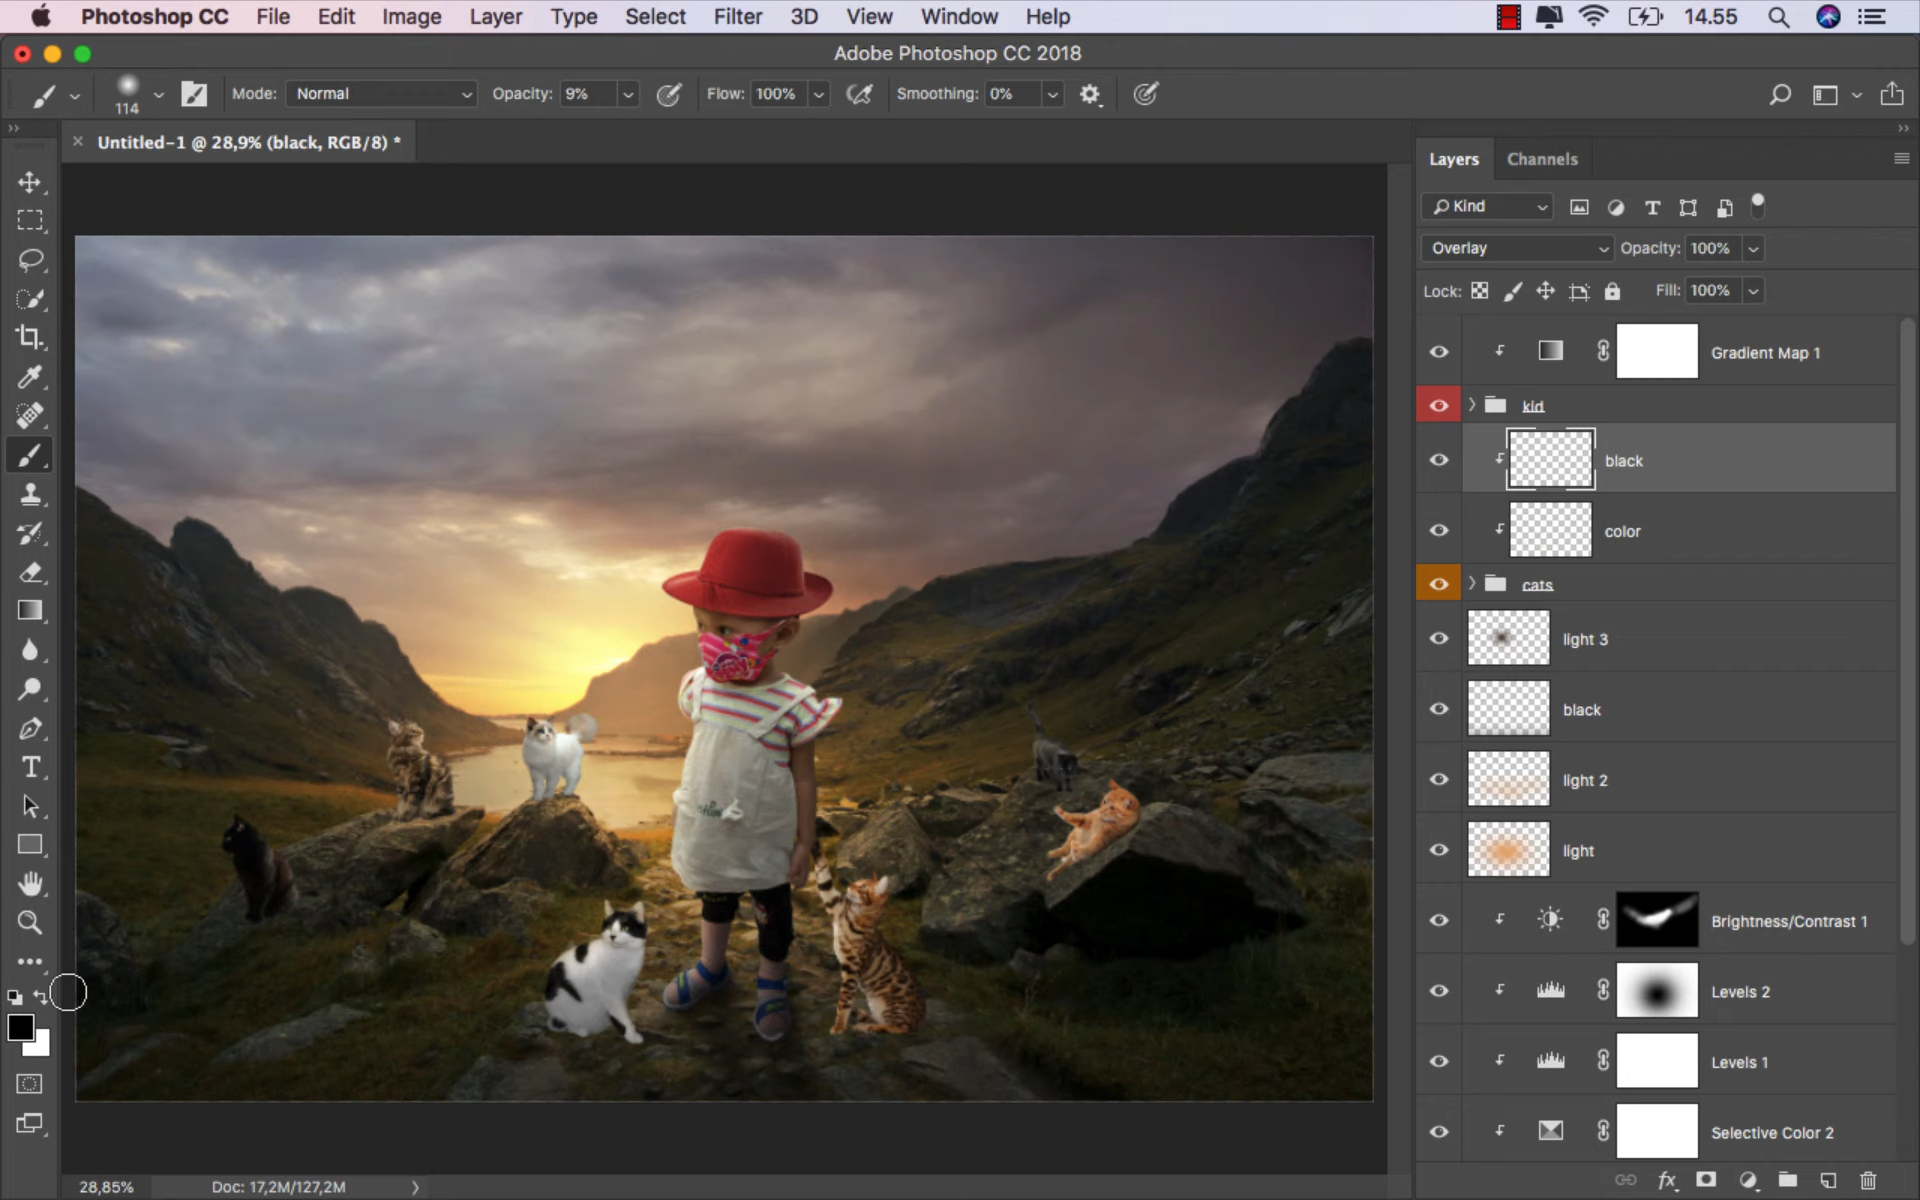 Photoshop CC File Edit Image Layer Type Select Filter 3D View Window Help 14.55
Adobe Photoshop CC 2018
114 Mode: Normal Opacity: 9% Flow: 100% Smoothing: 0%
× Untitled-1 @ 28,9% (black, RGB/8) *
Layers Channels
Kind
Overlay Opacity: 100%
Lock: Fill: 100%
Gradient Map 1
kid
black
color
cats
light 3
black
light 2
light
Brightness/Contrast 1
Levels 2
Levels 1
Selective Color 2
28,85% Doc: 17,2M/127,2M